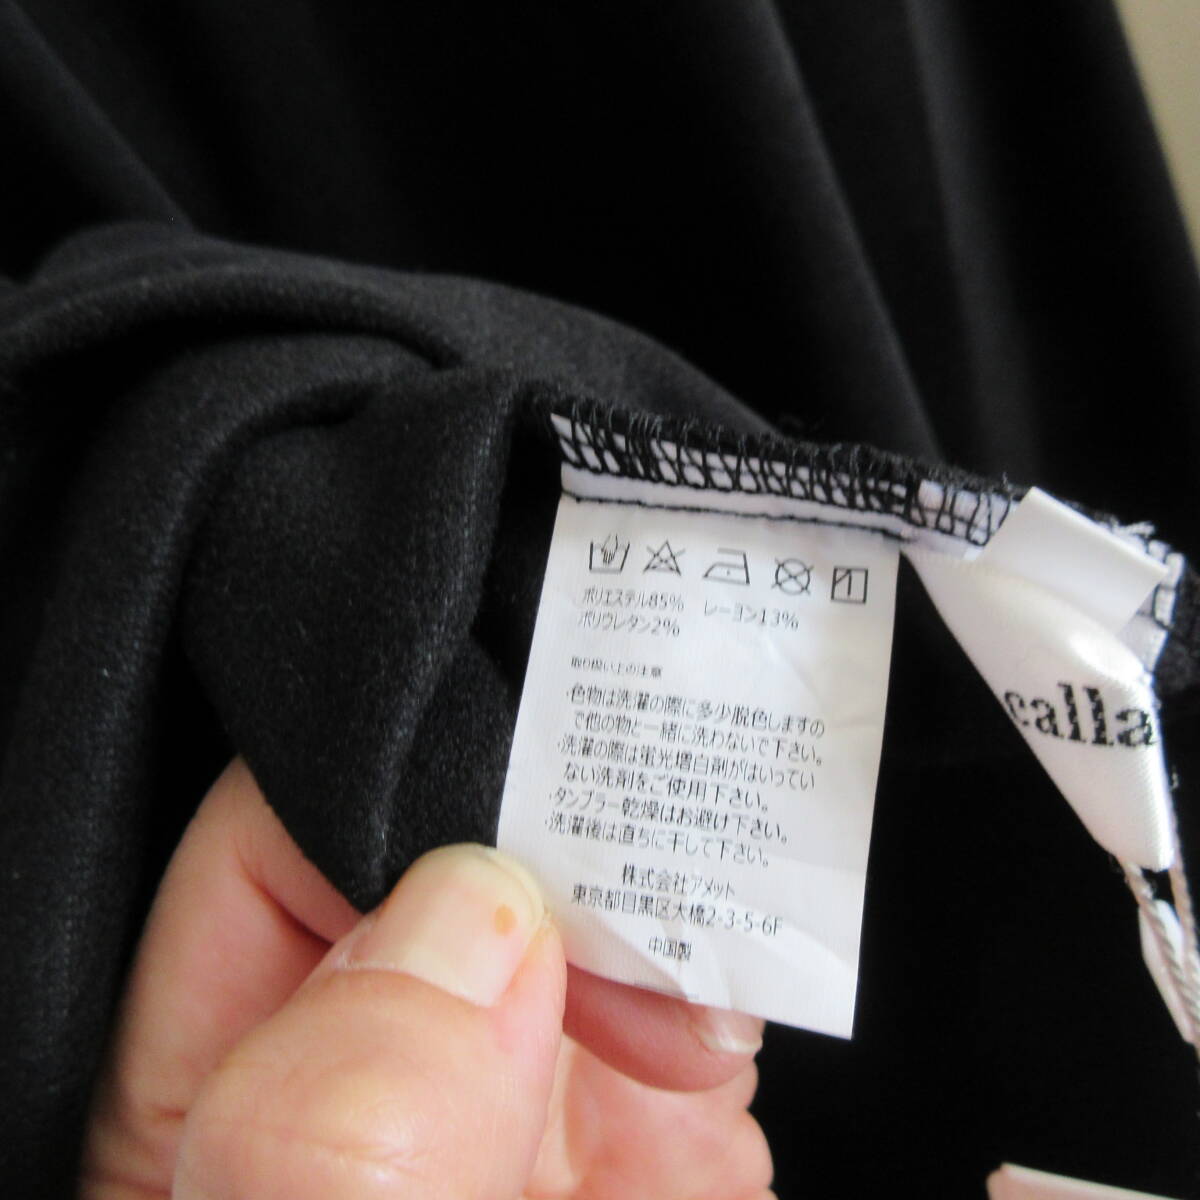 ポリエステル85% レーヨン13%
ポリウレタン2%
取り扱い上の注意
・色物は洗濯の際に多少脱色しますの
で他の物と一緒に洗わないで下さい。
・洗濯の際は蛍光増白剤がはいってい
ない洗剤をご使用下さい。
・タンブラー乾燥はお避け下さい。
・洗濯後は直ちに干して下さい。
株式会社アメット
東京都目黒区大橋2-3-5-6F
中国製
calla